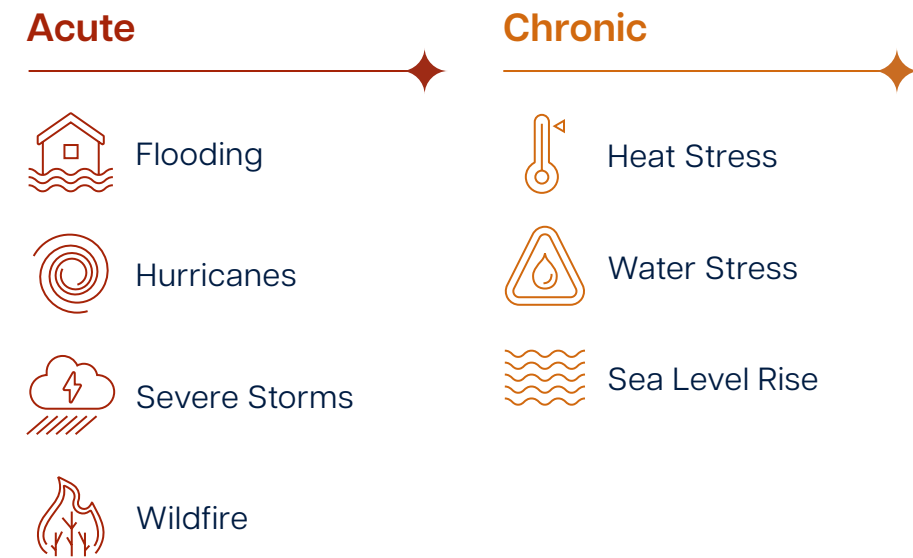 Acute
Flooding
Hurricanes
Severe Storms
Wildfire
Chronic
Heat Stress
Water Stress
Sea Level Rise